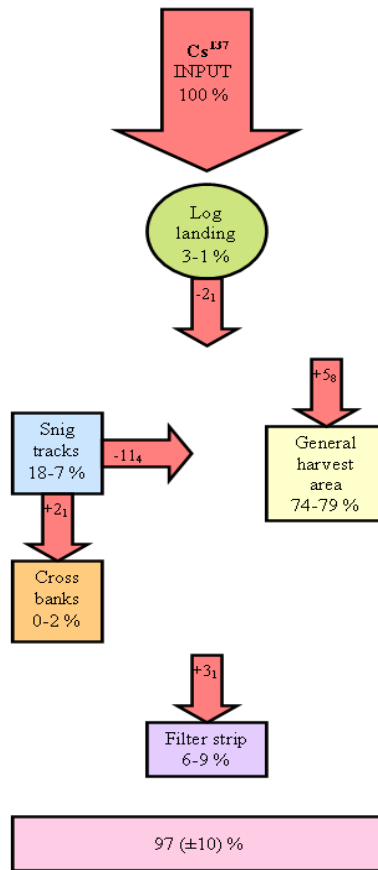 Cs¹³⁷
INPUT
100 %
Log
landing
3-1 %
-2₁
+5₈
Snig
tracks
18-7 %
-11₄
General
harvest
area
74-79 %
+2₁
Cross
banks
0-2 %
+3₁
Filter strip
6-9 %
97 (±10) %